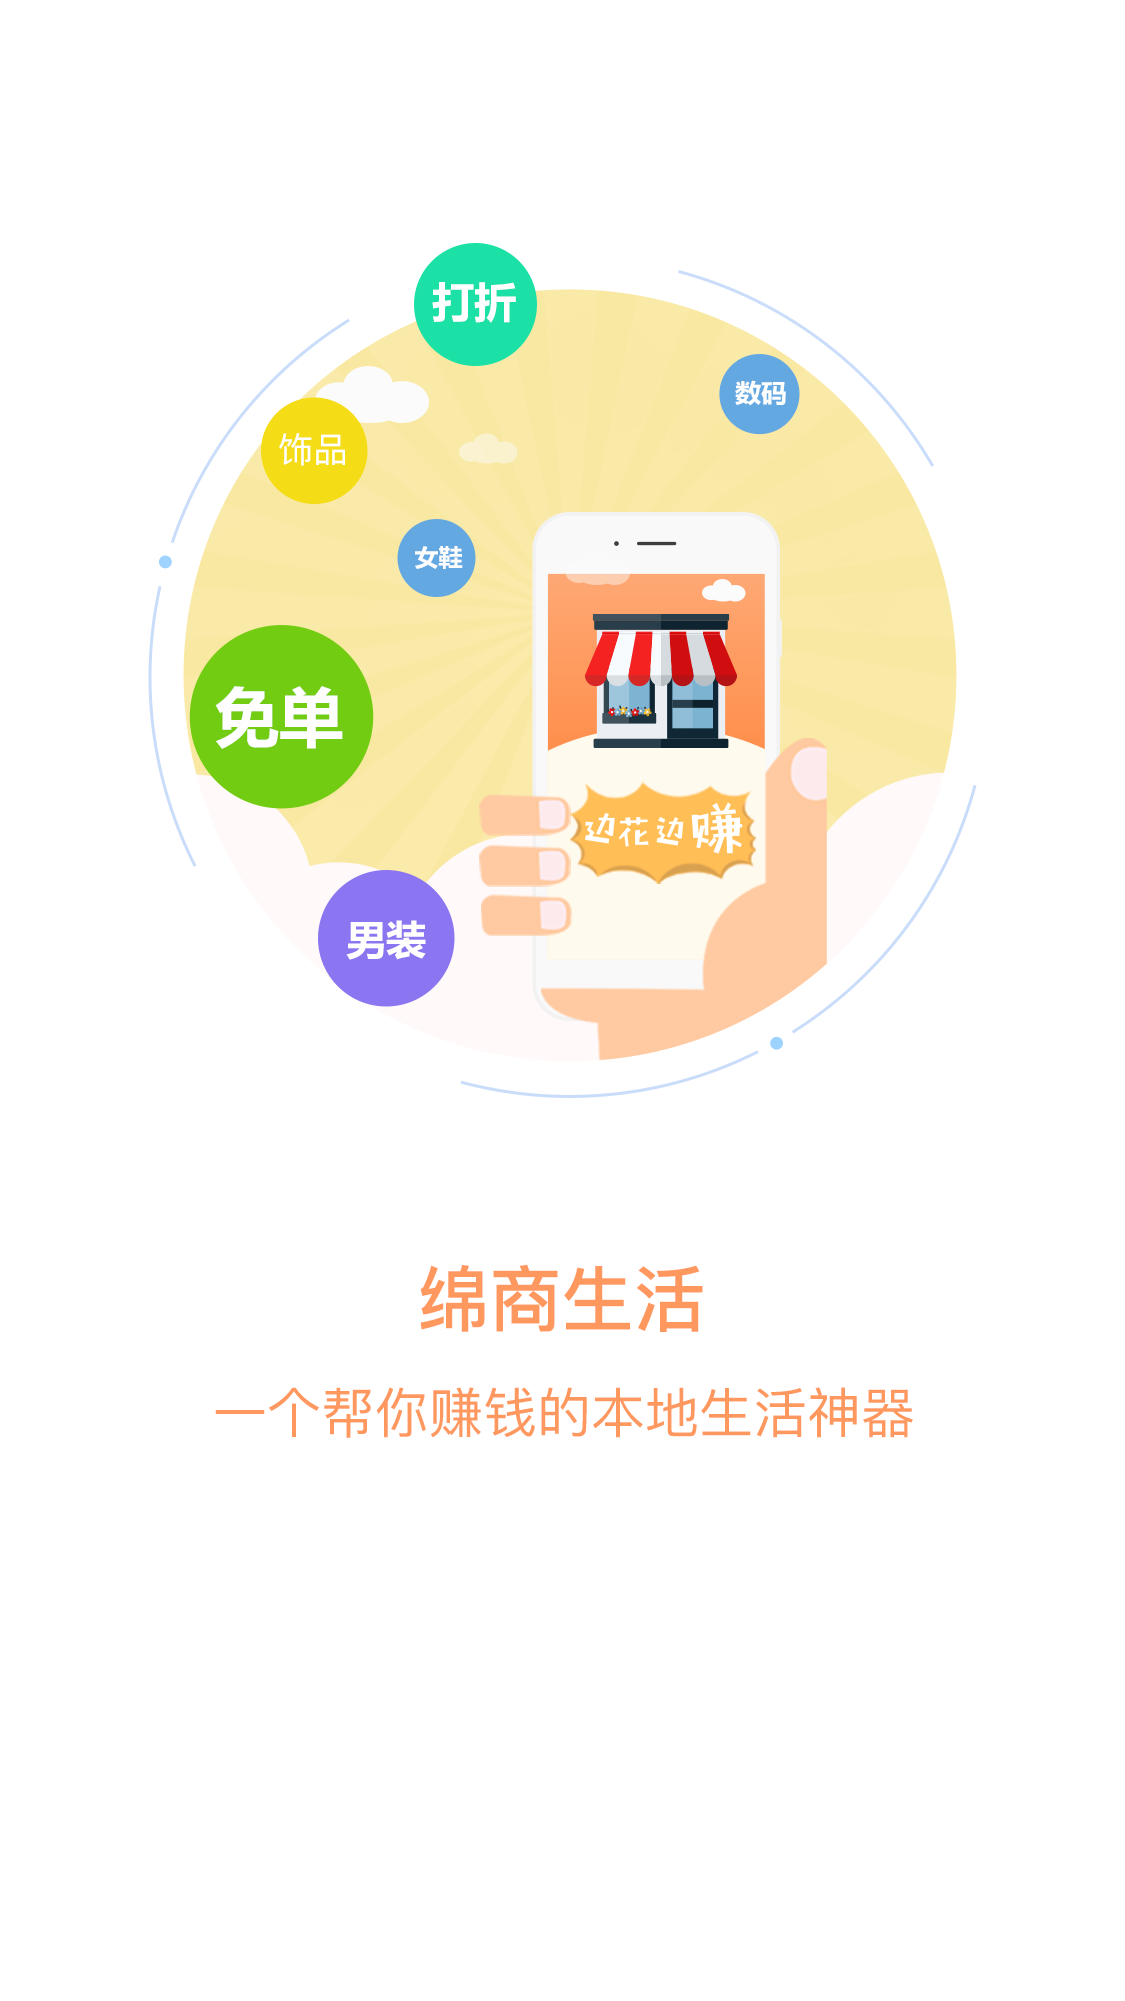 打折
数码
饰品
女鞋
免单
边花边赚
男装
绵商生活
一个帮你赚钱的本地生活神器